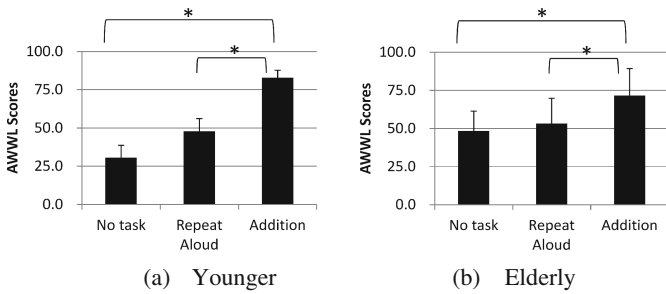 *
*
100.0
75.0
50.0
25.0
0.0
AWWL Scores
No task
Repeat
Aloud
Addition
(a) Younger
*
*
100.0
75.0
50.0
25.0
0.0
AWWL Scores
No task
Repeat
Aloud
Addition
(b) Elderly